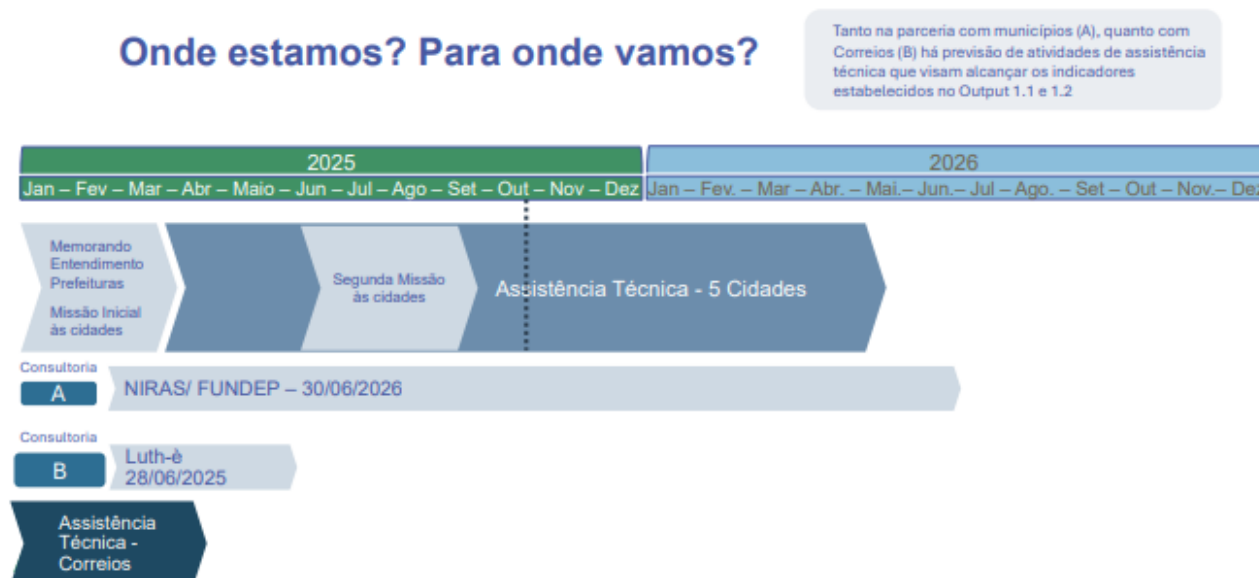 Onde estamos? Para onde vamos?
Tanto na parceria com municípios (A), quanto com
Correios (B) há previsão de atividades de assistência
técnica que visam alcançar os indicadores
estabelecidos no Output 1.1 e 1.2
2025
2026
Jan – Fev – Mar – Abr – Maio – Jun – Jul – Ago – Set – Out – Nov – Dez
Jan – Fev. – Mar – Abr. – Mai.– Jun.– Jul – Ago. – Set – Out – Nov.– Dez
Memorando
Entendimento
Prefeituras
Missão Inicial
às cidades
Segunda Missão
às cidades
Assistência Técnica - 5 Cidades
Consultoria
A
NIRAS/ FUNDEP – 30/06/2026
Consultoria
B
Luth-è
28/06/2025
Assistência
Técnica -
Correios